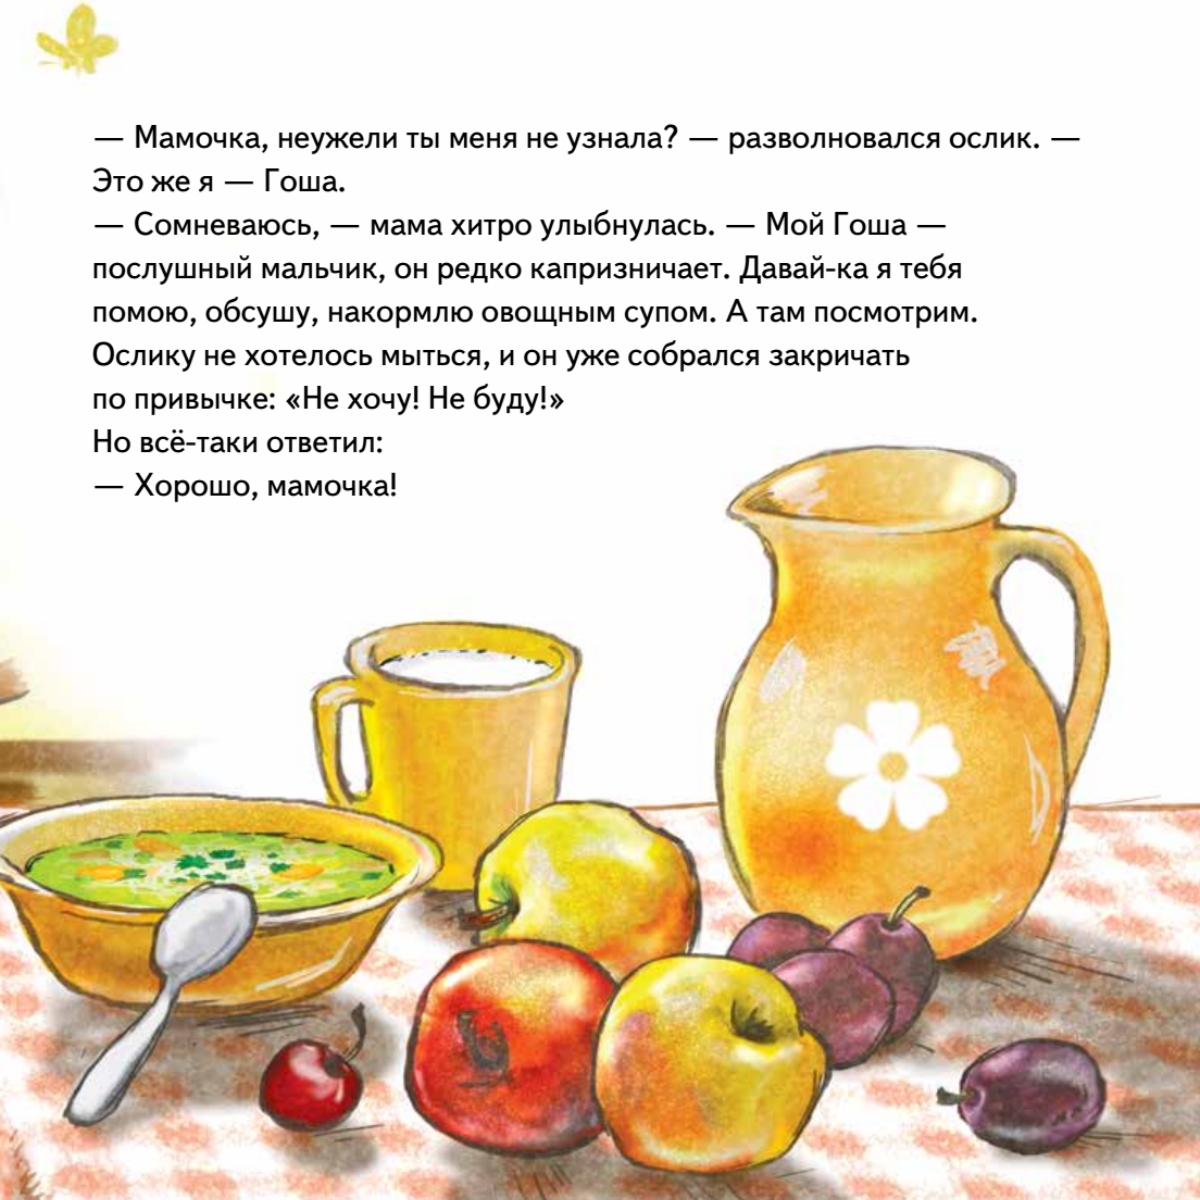 — Мамочка, неужели ты меня не узнала? — разволновался ослик. —
Это же я — Гоша.
— Сомневаюсь, — мама хитро улыбнулась. — Мой Гоша —
послушный мальчик, он редко капризничает. Давай-ка я тебя
помою, обсушу, накормлю овощным супом. А там посмотрим.
Ослику не хотелось мыться, и он уже собрался закричать
по привычке: «Не хочу! Не буду!»
Но всё-таки ответил:
— Хорошо, мамочка!